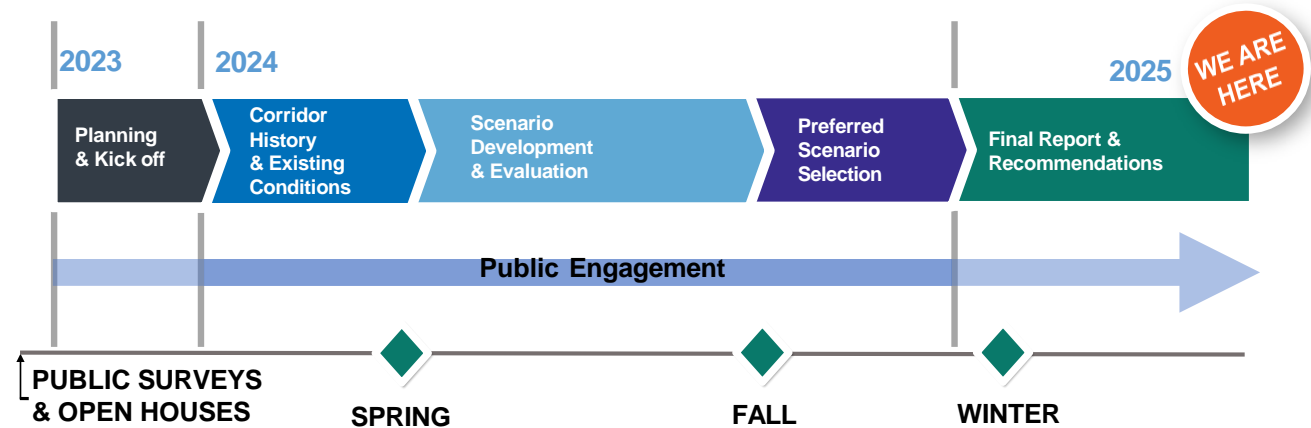 2023
2024
2025
WE ARE
HERE
Planning
& Kick off
Corridor
History
& Existing
Conditions
Scenario
Development
& Evaluation
Preferred
Scenario
Selection
Final Report &
Recommendations
Public Engagement
PUBLIC SURVEYS
& OPEN HOUSES
SPRING
FALL
WINTER